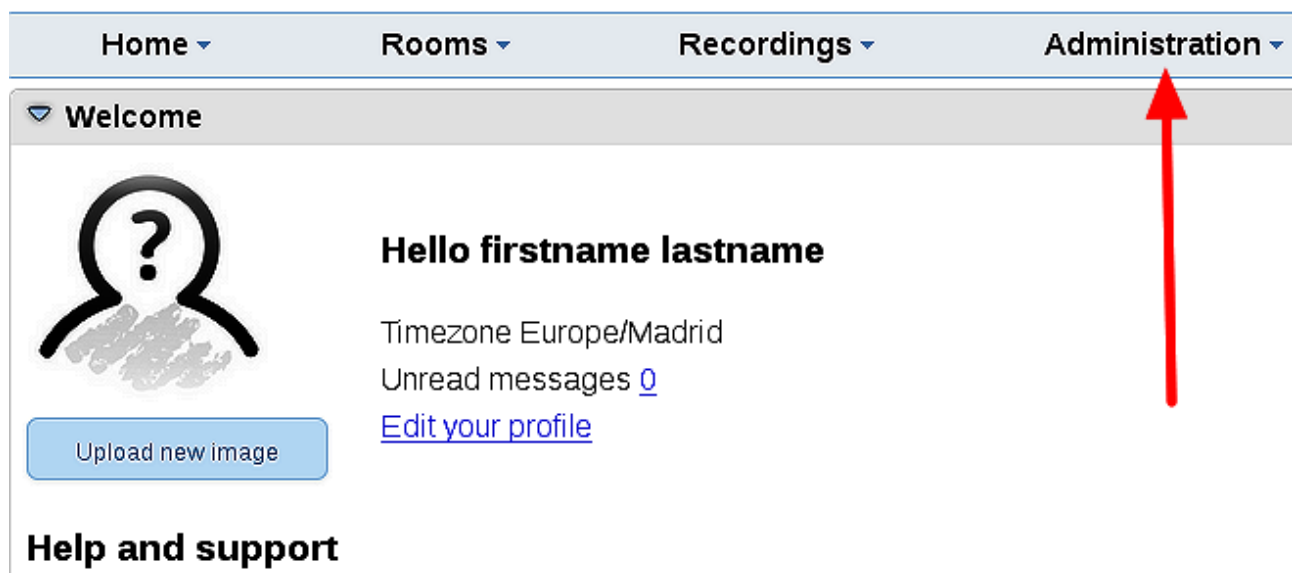 Home Rooms Recordings Administration
Welcome
?
Hello firstname lastname
Timezone Europe/Madrid
Unread messages 0
Edit your profile
Upload new image
Help and support